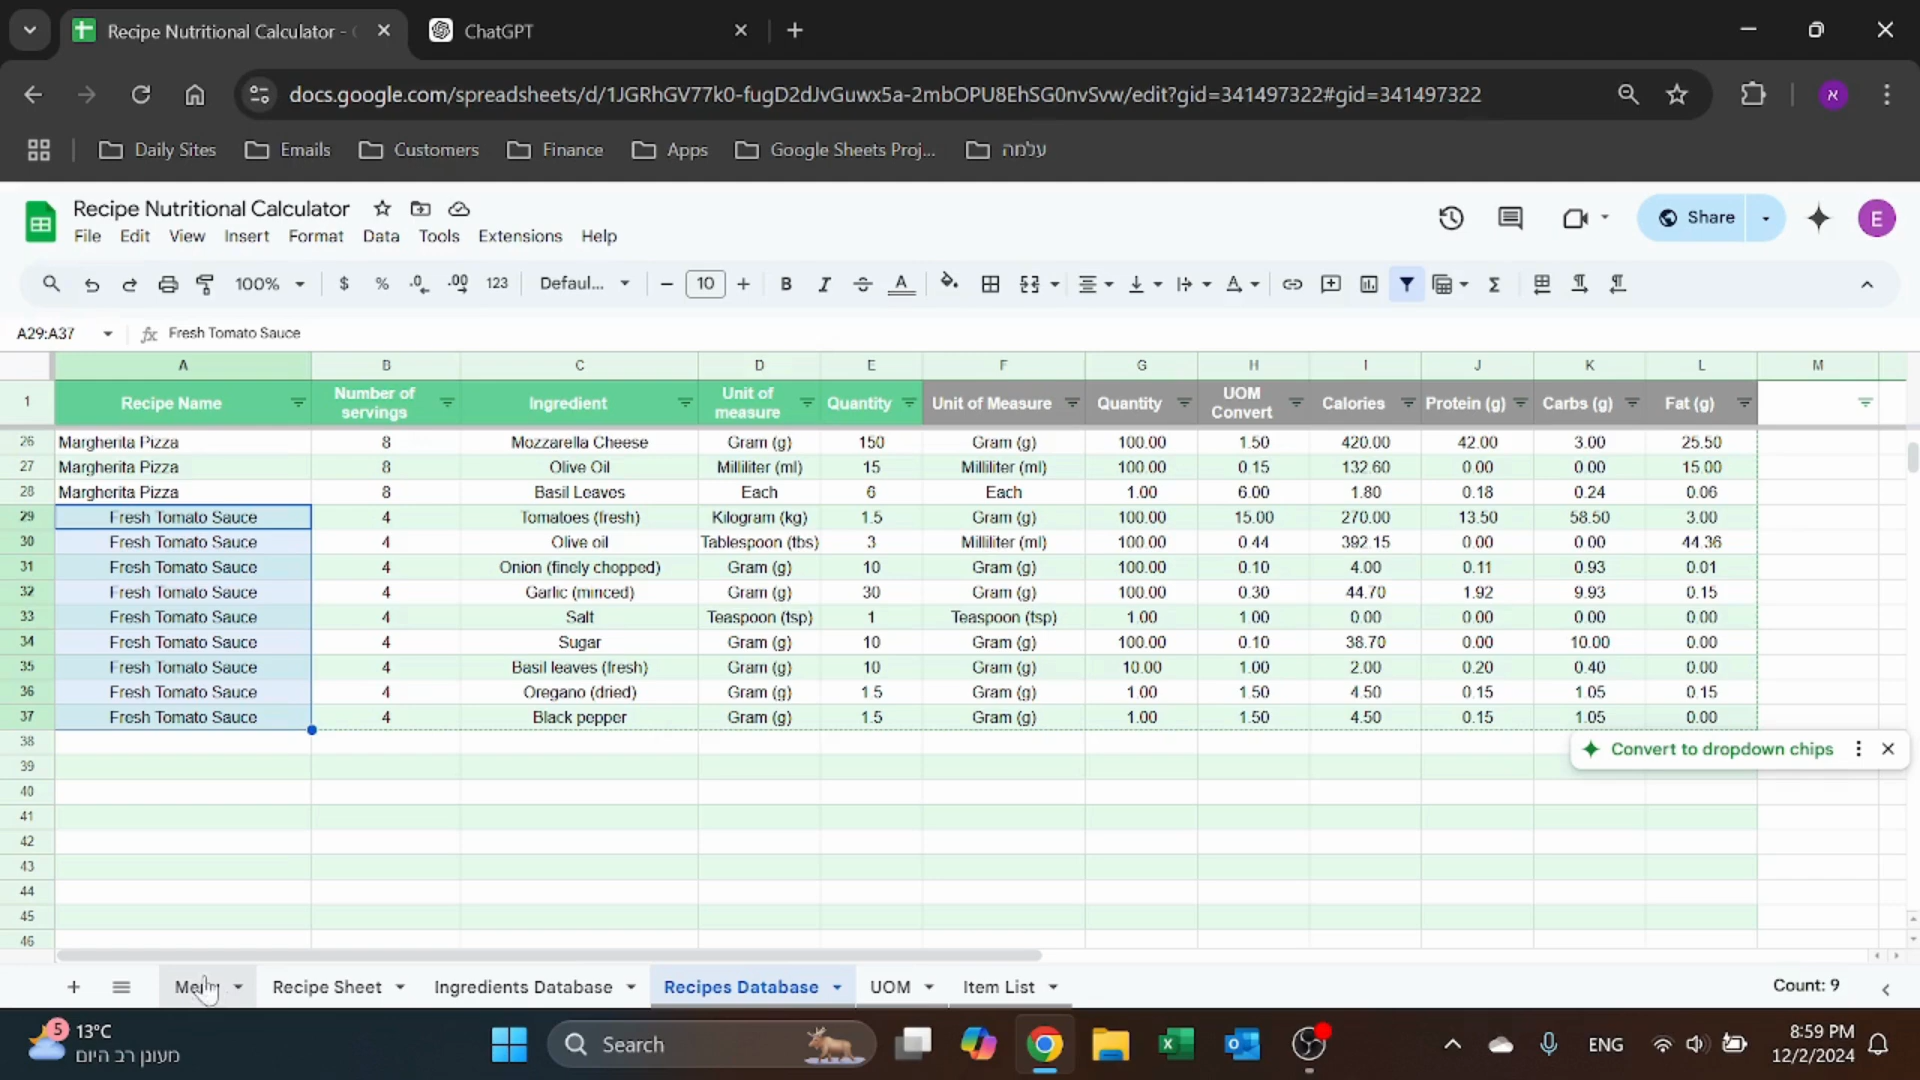 Recipe Nutritional Calculator -
ChatGPT
docs.google.com/spreadsheets/d/1JGRhGV77k0-fugD2dJvGuwx5a-2mbOPU8EhSG0nvSvw/edit?gid=341497322#gid=341497322
א
Daily Sites Emails Customers Finance Apps Google Sheets Proj... עלמה
Recipe Nutritional Calculator
Share
E
File Edit View Insert Format Data Tools Extensions Help
100% $ % .0 .00 123 Defaul... 10 B I A
A29:A37 fx Fresh Tomato Sauce
A B C D E F G H I J K L M
1 Recipe Name Number of servings Ingredient Unit of measure Quantity Unit of Measure Quantity UOM Convert Calories Protein (g) Carbs (g) Fat (g)
26 Margherita Pizza 8 Mozzarella Cheese Gram (g) 150 Gram (g) 100.00 1.50 420.00 42.00 3.00 25.50
27 Margherita Pizza 8 Olive Oil Milliliter (ml) 15 Milliliter (ml) 100.00 0.15 132.60 0.00 0.00 15.00
28 Margherita Pizza 8 Basil Leaves Each 6 Each 1.00 6.00 1.80 0.18 0.24 0.06
29 Fresh Tomato Sauce 4 Tomatoes (fresh) Kilogram (kg) 1.5 Gram (g) 100.00 15.00 270.00 13.50 58.50 3.00
30 Fresh Tomato Sauce 4 Olive oil Tablespoon (tbs) 3 Milliliter (ml) 100.00 0.44 392.15 0.00 0.00 44.36
31 Fresh Tomato Sauce 4 Onion (finely chopped) Gram (g) 10 Gram (g) 100.00 0.10 4.00 0.11 0.93 0.01
32 Fresh Tomato Sauce 4 Garlic (minced) Gram (g) 30 Gram (g) 100.00 0.30 44.70 1.92 9.93 0.15
33 Fresh Tomato Sauce 4 Salt Teaspoon (tsp) 1 Teaspoon (tsp) 1.00 1.00 0.00 0.00 0.00 0.00
34 Fresh Tomato Sauce 4 Sugar Gram (g) 10 Gram (g) 100.00 0.10 38.70 0.00 10.00 0.00
35 Fresh Tomato Sauce 4 Basil leaves (fresh) Gram (g) 10 Gram (g) 10.00 1.00 2.00 0.20 0.40 0.00
36 Fresh Tomato Sauce 4 Oregano (dried) Gram (g) 1.5 Gram (g) 1.00 1.50 4.50 0.15 1.05 0.15
37 Fresh Tomato Sauce 4 Black pepper Gram (g) 1.5 Gram (g) 1.00 1.50 4.50 0.15 1.05 0.00
38
Convert to dropdown chips
39
40
41
42
43
44
45
46
Recipe Sheet Ingredients Database Recipes Database UOM Item List Count: 9
5 13°C
מעונן רב היום
Search
ENG
8:59 PM
12/2/2024